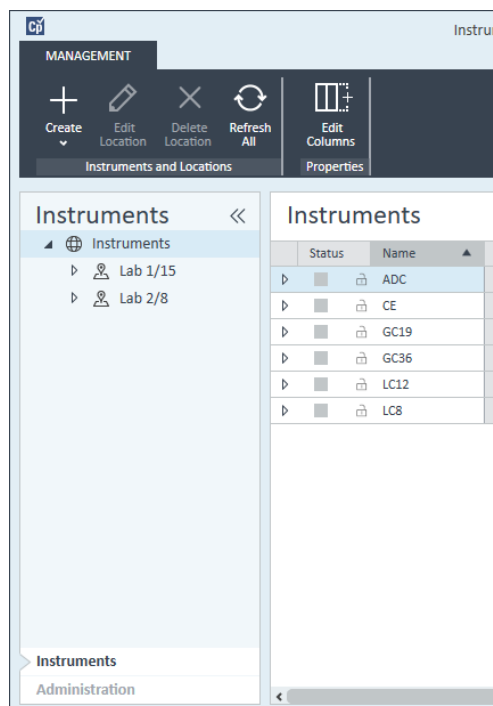 Cp
Instru
MANAGEMENT
Create
Edit Location
Delete Location
Refresh All
Edit Columns
Instruments and Locations
Properties
Instruments
Instruments
Lab 1/15
Lab 2/8
Instruments
Administration
Instruments
Status Name
ADC
CE
GC19
GC36
LC12
LC8